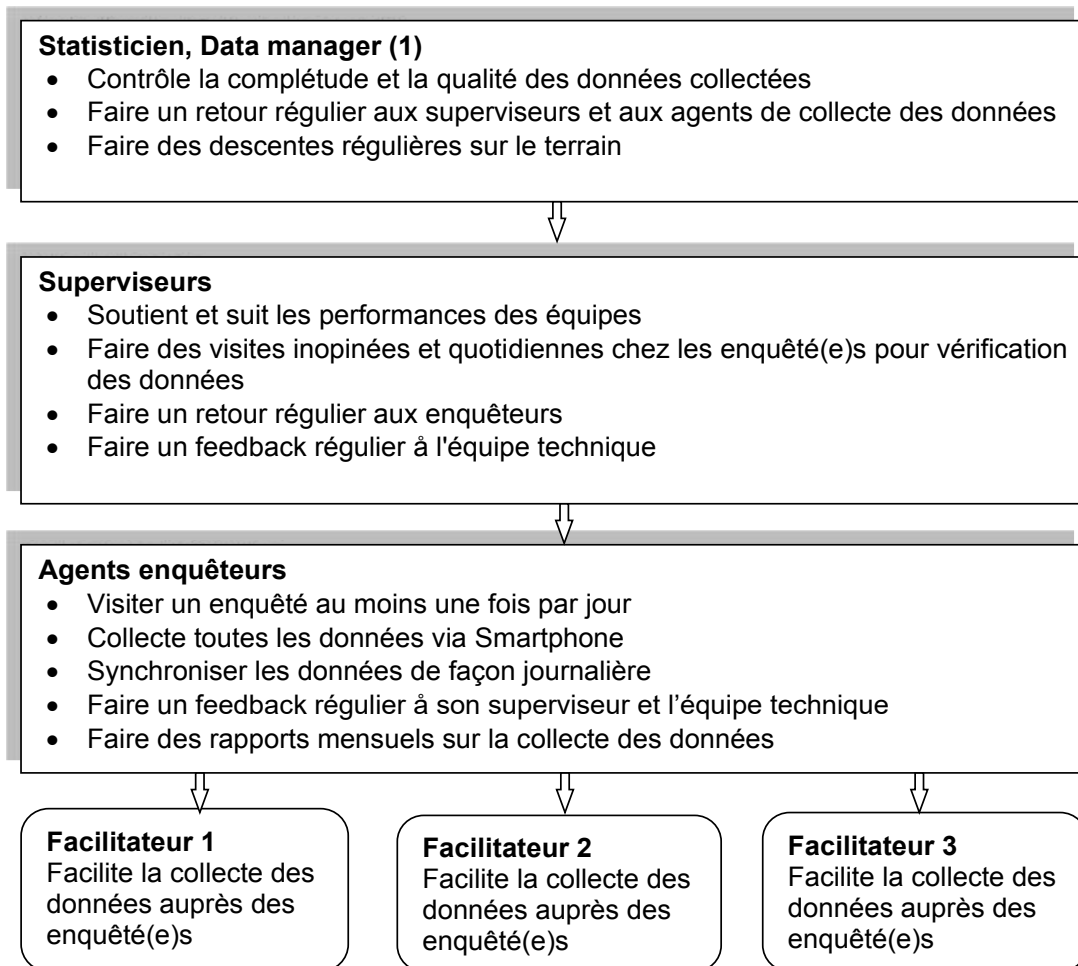 Statisticien, Data manager (1)
• Contrôle la complétude et la qualité des données collectées
• Faire un retour régulier aux superviseurs et aux agents de collecte des données
• Faire des descentes régulières sur le terrain
Superviseurs
• Soutient et suit les performances des équipes
• Faire des visites inopinées et quotidiennes chez les enquêté(e)s pour vérification
des données
• Faire un retour régulier aux enquêteurs
• Faire un feedback régulier å l'équipe technique
Agents enquêteurs
• Visiter un enquêté au moins une fois par jour
• Collecte toutes les données via Smartphone
• Synchroniser les données de façon journalière
• Faire un feedback régulier å son superviseur et l’équipe technique
• Faire des rapports mensuels sur la collecte des données
Facilitateur 1
Facilite la collecte des
données auprès des
enquêté(e)s
Facilitateur 2
Facilite la collecte des
données auprès des
enquêté(e)s
Facilitateur 3
Facilite la collecte des
données auprès des
enquêté(e)s